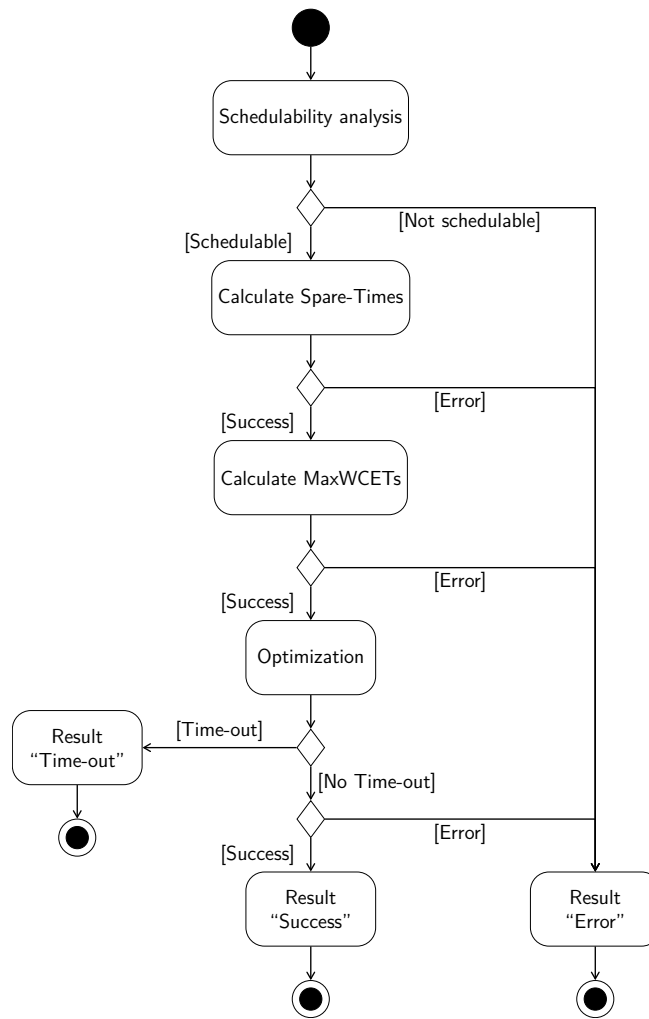 Schedulability analysis
[Not schedulable]
[Schedulable]
Calculate Spare-Times
[Error]
[Success]
Calculate MaxWCETs
[Error]
[Success]
Optimization
[Time-out]
Result
“Time-out”
[No Time-out]
[Error]
[Success]
Result
“Success”
Result
“Error”